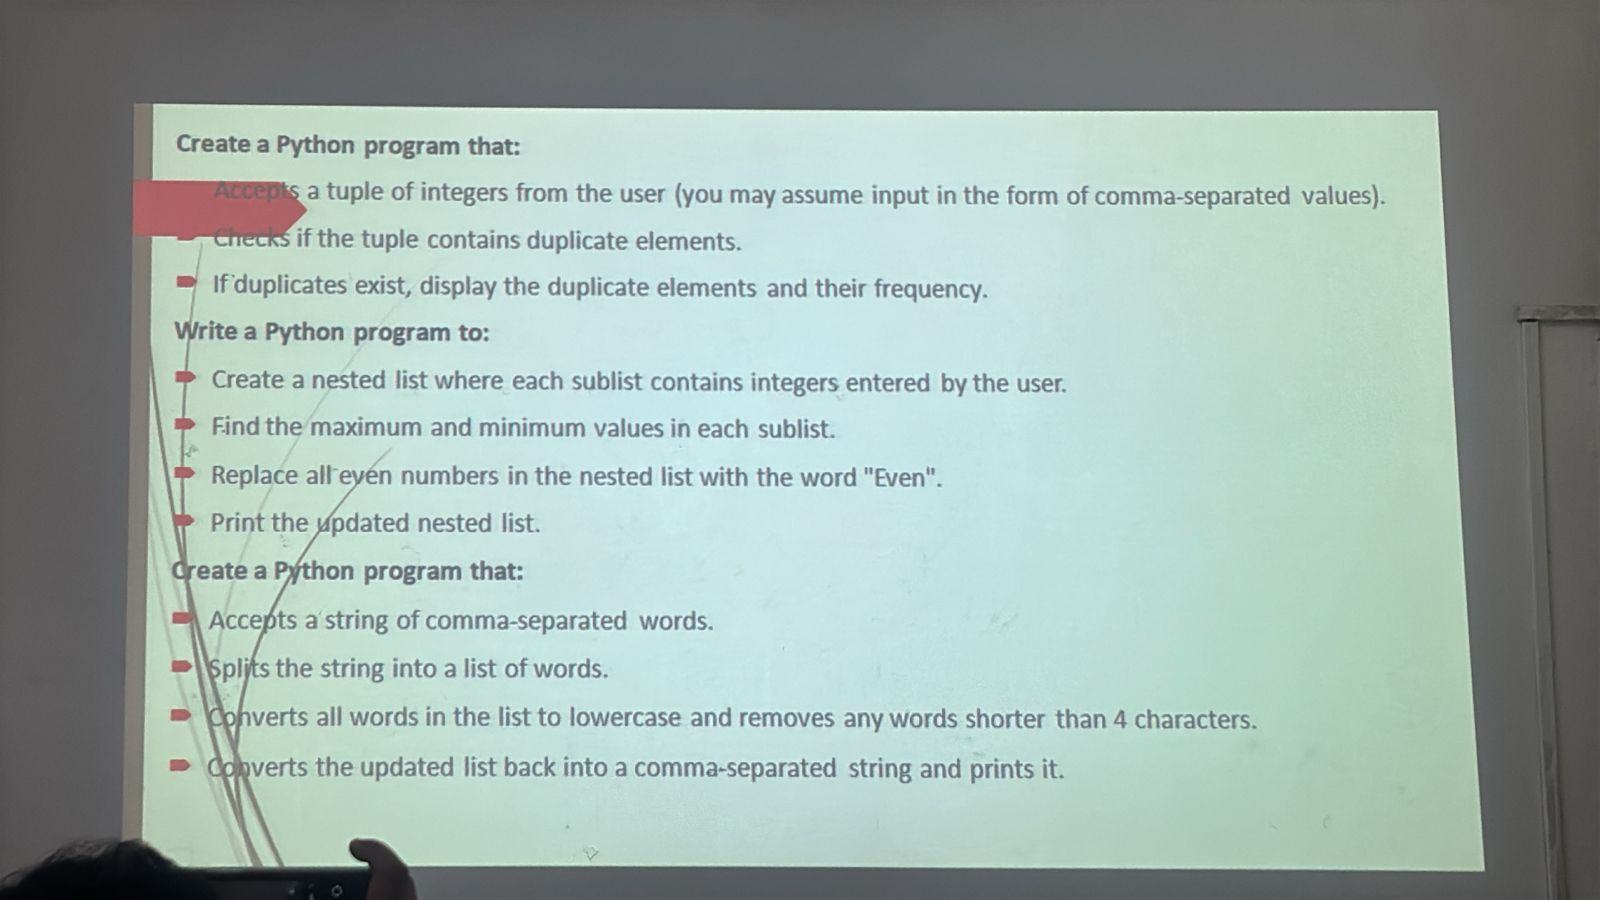 Create a Python program that:
Accepts a tuple of integers from the user (you may assume input in the form of comma-separated values).
Checks if the tuple contains duplicate elements.
If duplicates exist, display the duplicate elements and their frequency.
Write a Python program to:
Create a nested list where each sublist contains integers entered by the user.
Find the maximum and minimum values in each sublist.
Replace all even numbers in the nested list with the word "Even".
Print the updated nested list.
Create a Python program that:
Accepts a string of comma-separated words.
Splits the string into a list of words.
Converts all words in the list to lowercase and removes any words shorter than 4 characters.
Converts the updated list back into a comma-separated string and prints it.